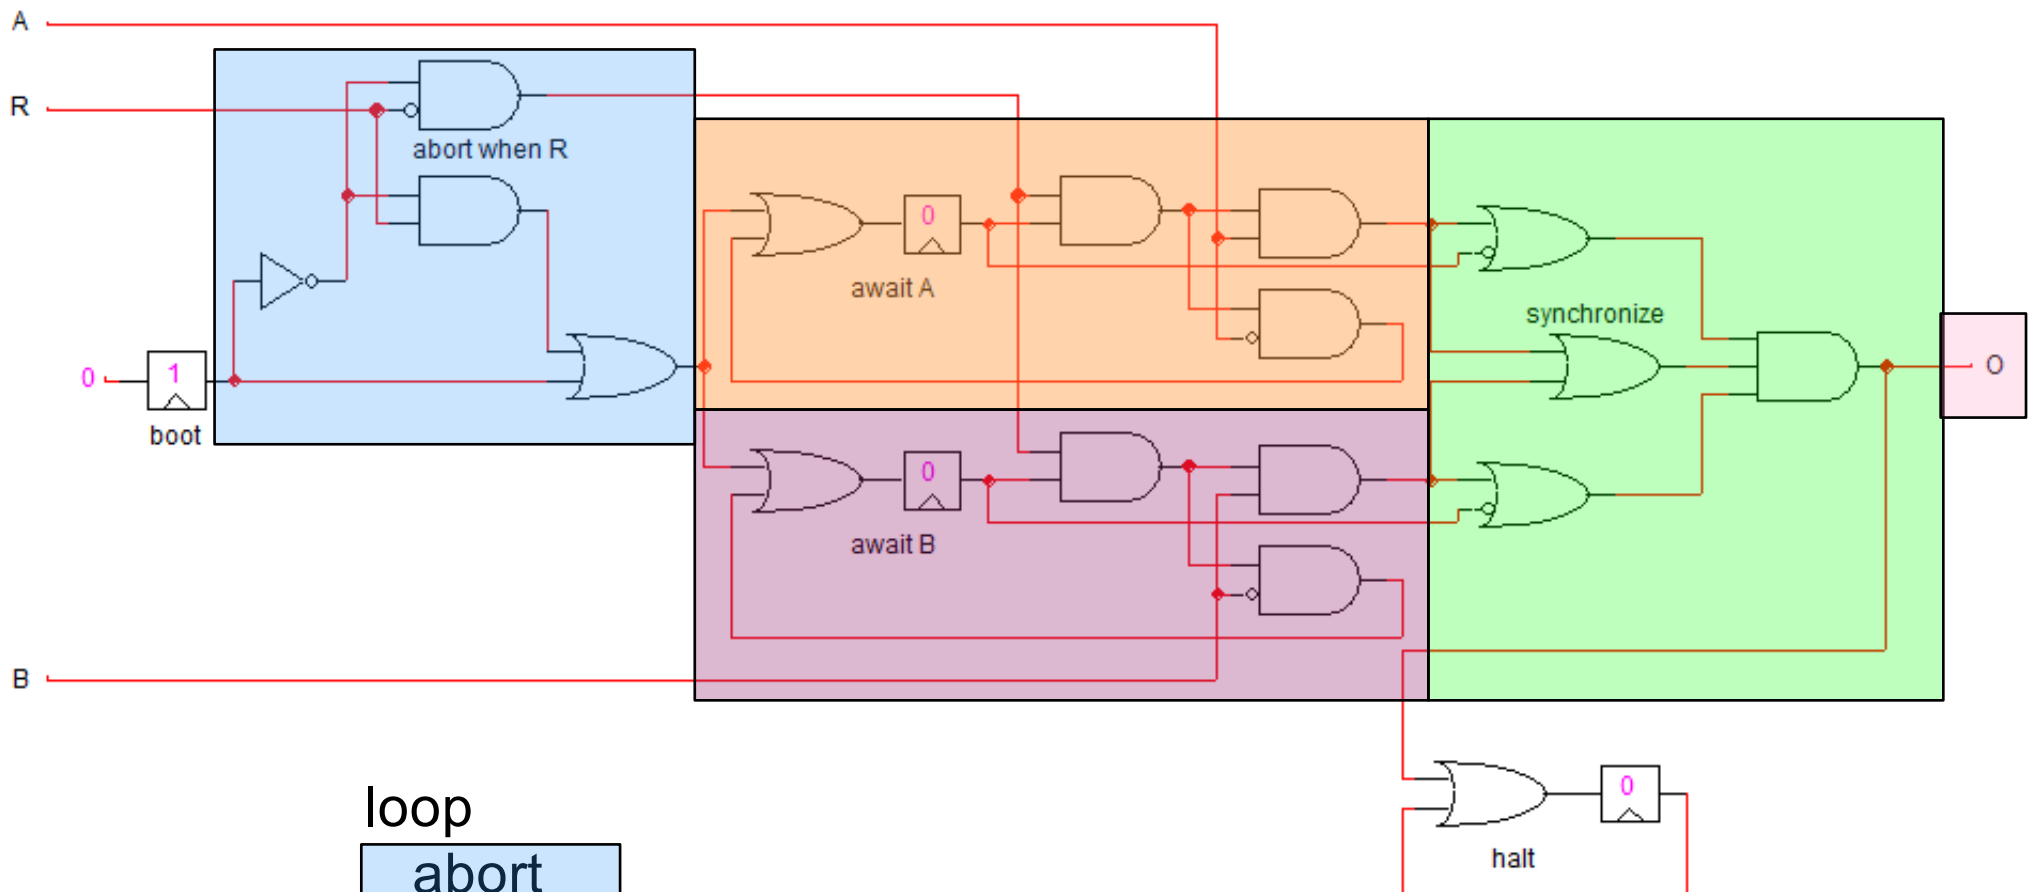 A
R
abort when R
0
await A
synchronize
0
1
O
boot
0
await B
B
loop
0
halt
abort